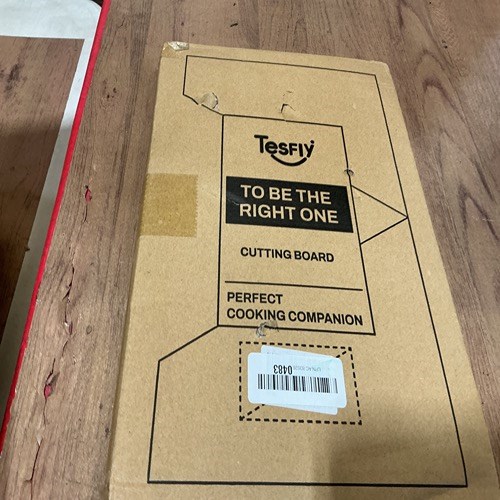 TESFLY
TO BE THE
RIGHT ONE
CUTTING BOARD
PERFECT
COOKING COMPANION
0483